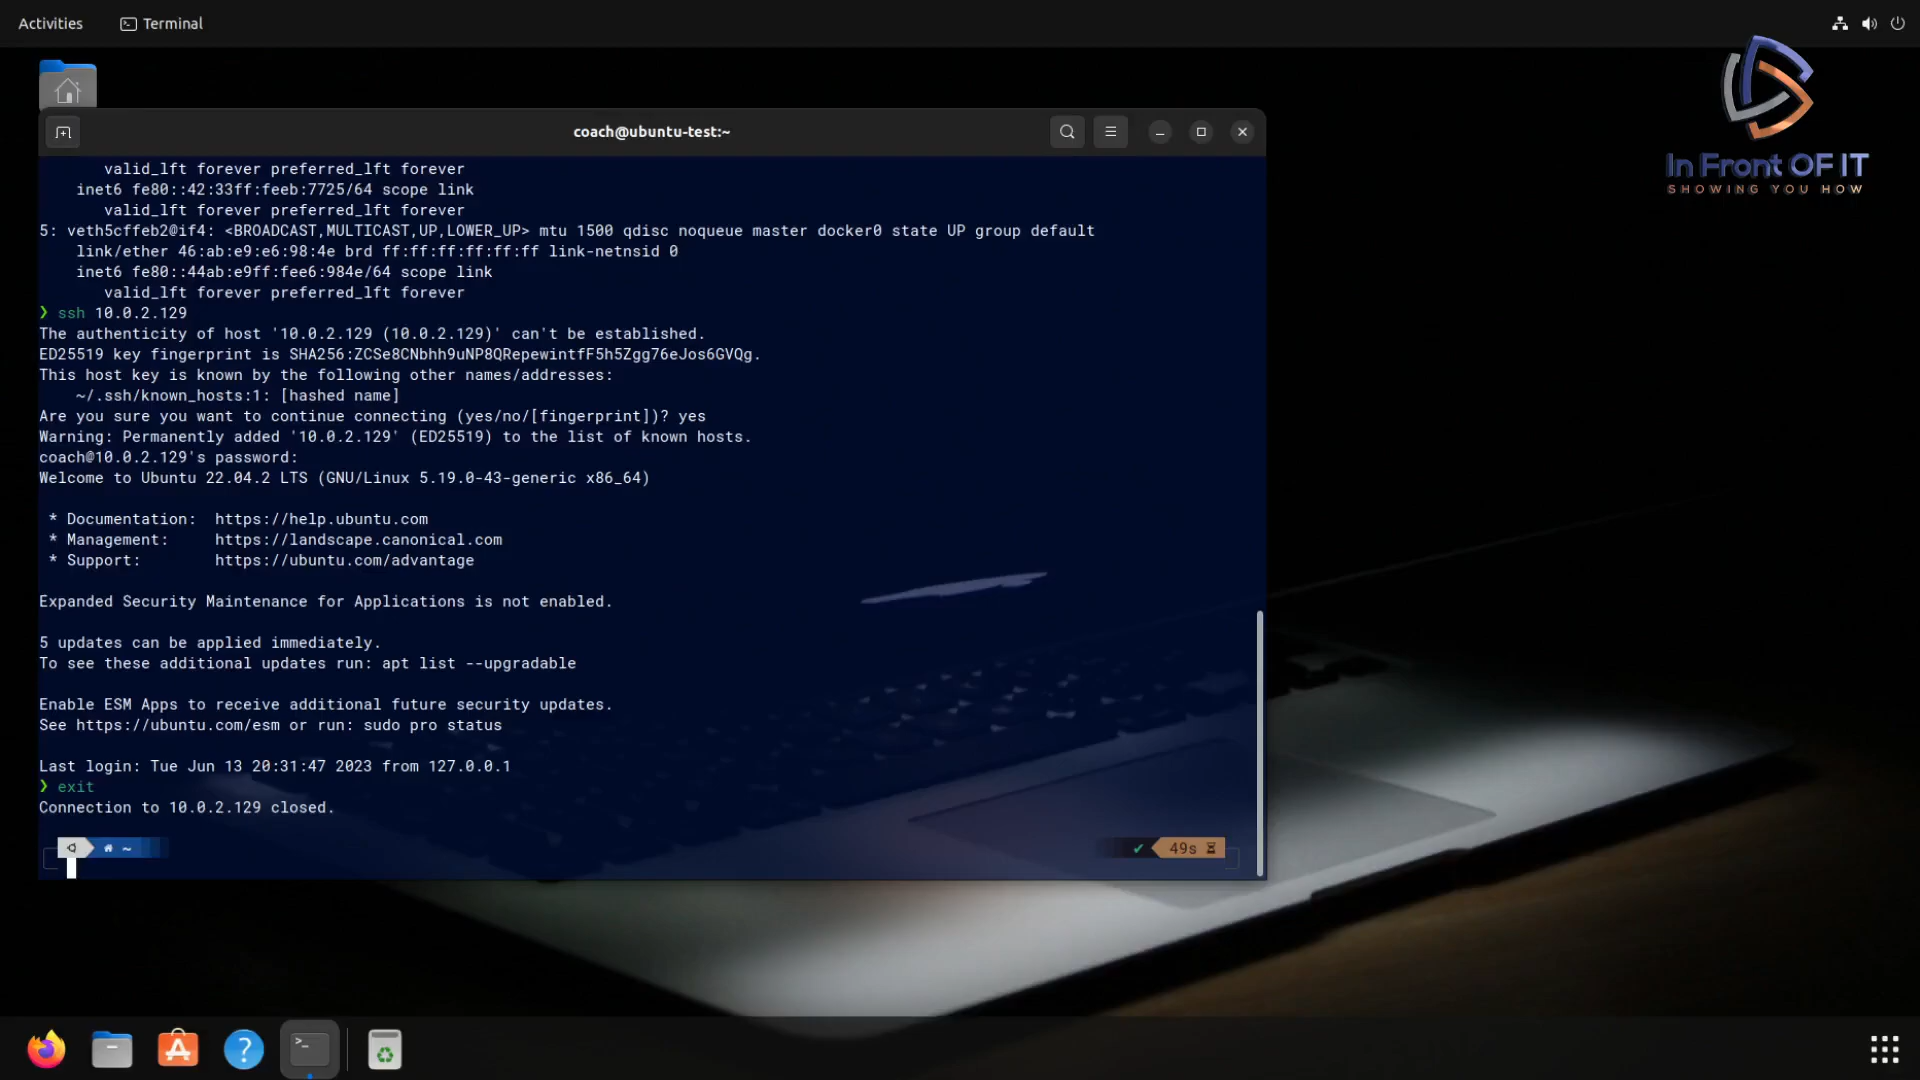 Activities
Terminal
coach@ubuntu-test:~
In Front OF IT
SHOWING YOU HOW
valid_lft forever preferred_lft forever
inet6 fe80::42:33ff:feeb:7725/64 scope link
valid_lft forever preferred_lft forever
5: veth5cffeb2@if4: <BROADCAST,MULTICAST,UP,LOWER_UP> mtu 1500 qdisc noqueue master docker0 state UP group default
link/ether 46:ab:e9:e6:98:4e brd ff:ff:ff:ff:ff:ff link-netnsid 0
inet6 fe80::44ab:e9ff:fee6:984e/64 scope link
valid_lft forever preferred_lft forever
❯ ssh 10.0.2.129
The authenticity of host '10.0.2.129 (10.0.2.129)' can't be established.
ED25519 key fingerprint is SHA256:ZCSe8CNbhh9uNP8QRepewintfF5h5Zgg76eJos6GVQg.
This host key is known by the following other names/addresses:
~/.ssh/known_hosts:1: [hashed name]
Are you sure you want to continue connecting (yes/no/[fingerprint])? yes
Warning: Permanently added '10.0.2.129' (ED25519) to the list of known hosts.
coach@10.0.2.129's password:
Welcome to Ubuntu 22.04.2 LTS (GNU/Linux 5.19.0-43-generic x86_64)
* Documentation:  https://help.ubuntu.com
* Management:     https://landscape.canonical.com
* Support:        https://ubuntu.com/advantage
Expanded Security Maintenance for Applications is not enabled.
5 updates can be applied immediately.
To see these additional updates run: apt list --upgradable
Enable ESM Apps to receive additional future security updates.
See https://ubuntu.com/esm or run: sudo pro status
Last login: Tue Jun 13 20:31:47 2023 from 127.0.0.1
❯ exit
Connection to 10.0.2.129 closed.
~
✔ 49s